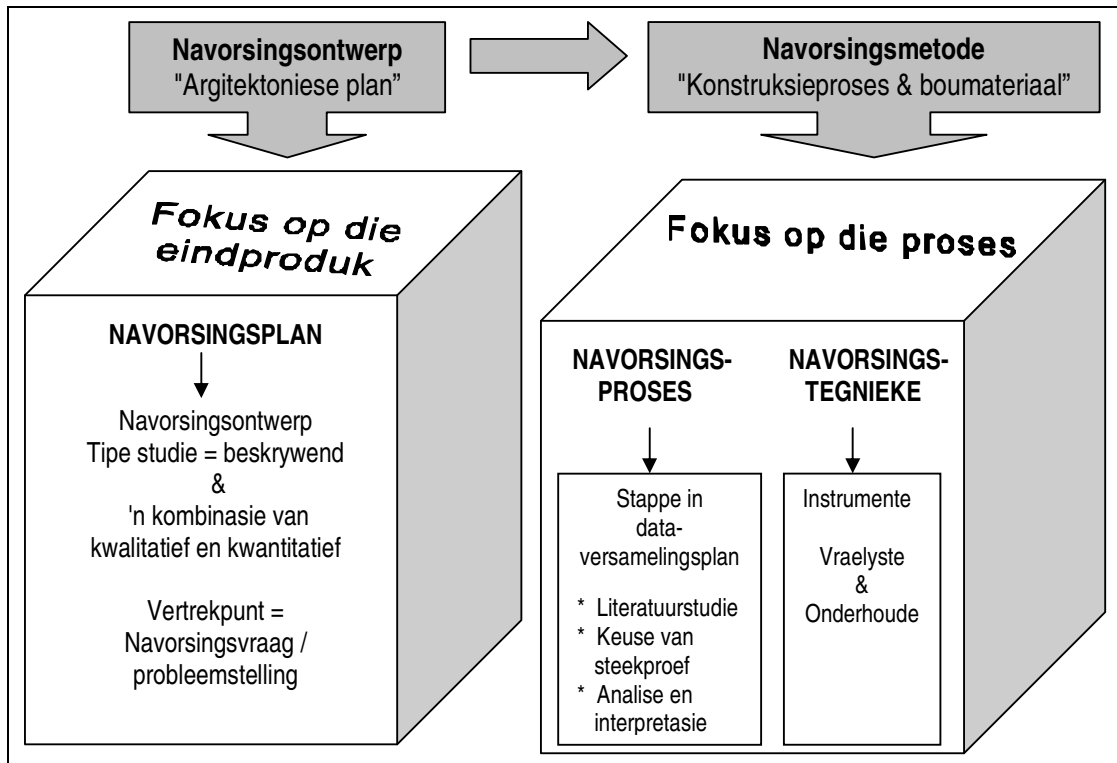 Navorsingsontwerp
"Argitektoniese plan”
Navorsingsmetode
"Konstruksieproses & boumateriaal”
Fokus op die
eindproduk
NAVORSINGSPLAN
Navorsingsontwerp
Tipe studie = beskrywend
&
'n kombinasie van
kwalitatief en kwantitatief
Vertrekpunt =
Navorsingsvraag /
probleemstelling
Fokus op die proses
NAVORSINGS-
PROSES
Stappe in
data-
versamelingsplan
* Literatuurstudie
* Keuse van
steekproef
* Analise en
interpretasie
NAVORSINGS-
TEGNIEKE
Instrumente
Vraelyste
&
Onderhoude